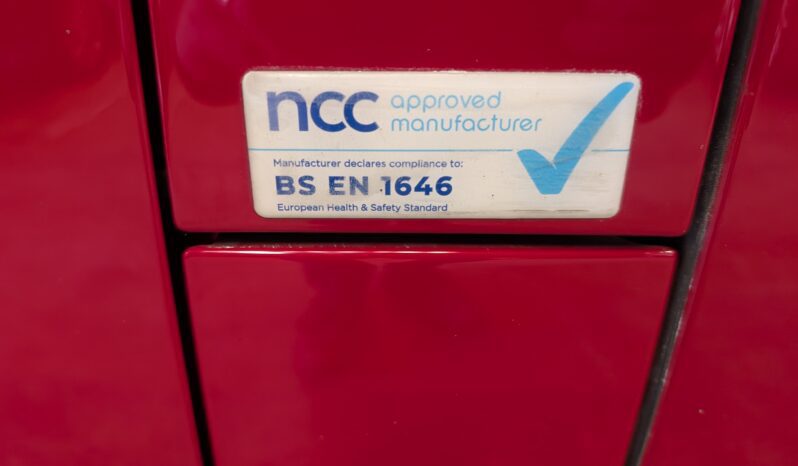 ncc approved
manufacturer
Manufacturer declares compliance to:
BS EN 1646
European Health & Safety Standard